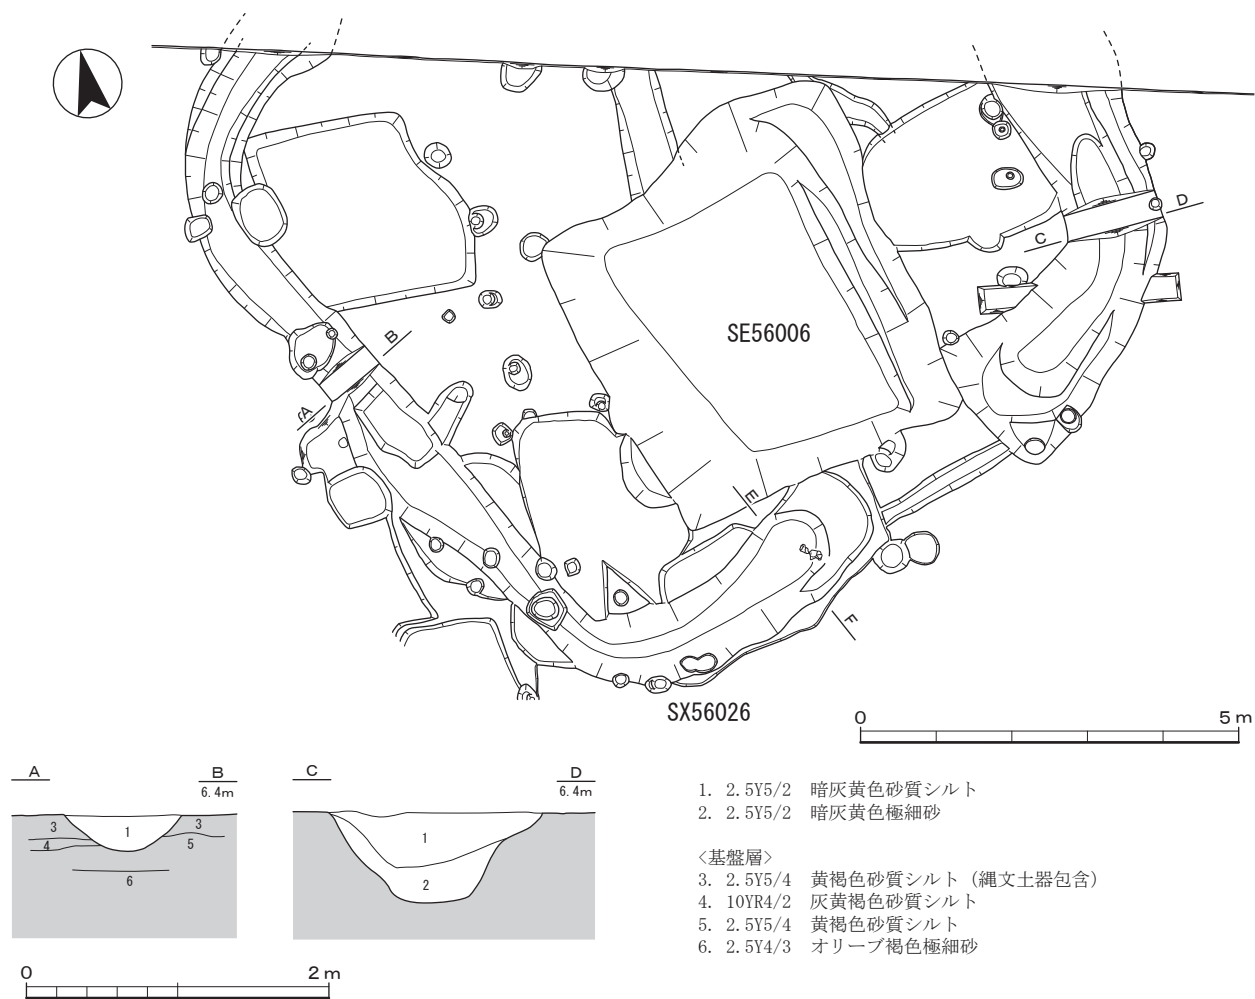 D
C
B
A
SE56006
E
F
SX56026
0 5m
A B
6.4m
3 1 3
4 5
6
C D
6.4m
1
2
0 2m
1. 2.5Y5/2 暗灰黄色砂質シルト
2. 2.5Y5/2 暗灰黄色極細砂
<基盤層>
3. 2.5Y5/4 黄褐色砂質シルト（縄文土器包含）
4. 10YR4/2 灰黄褐色砂質シルト
5. 2.5Y5/4 黄褐色砂質シルト
6. 2.5Y4/3 オリーブ褐色極細砂